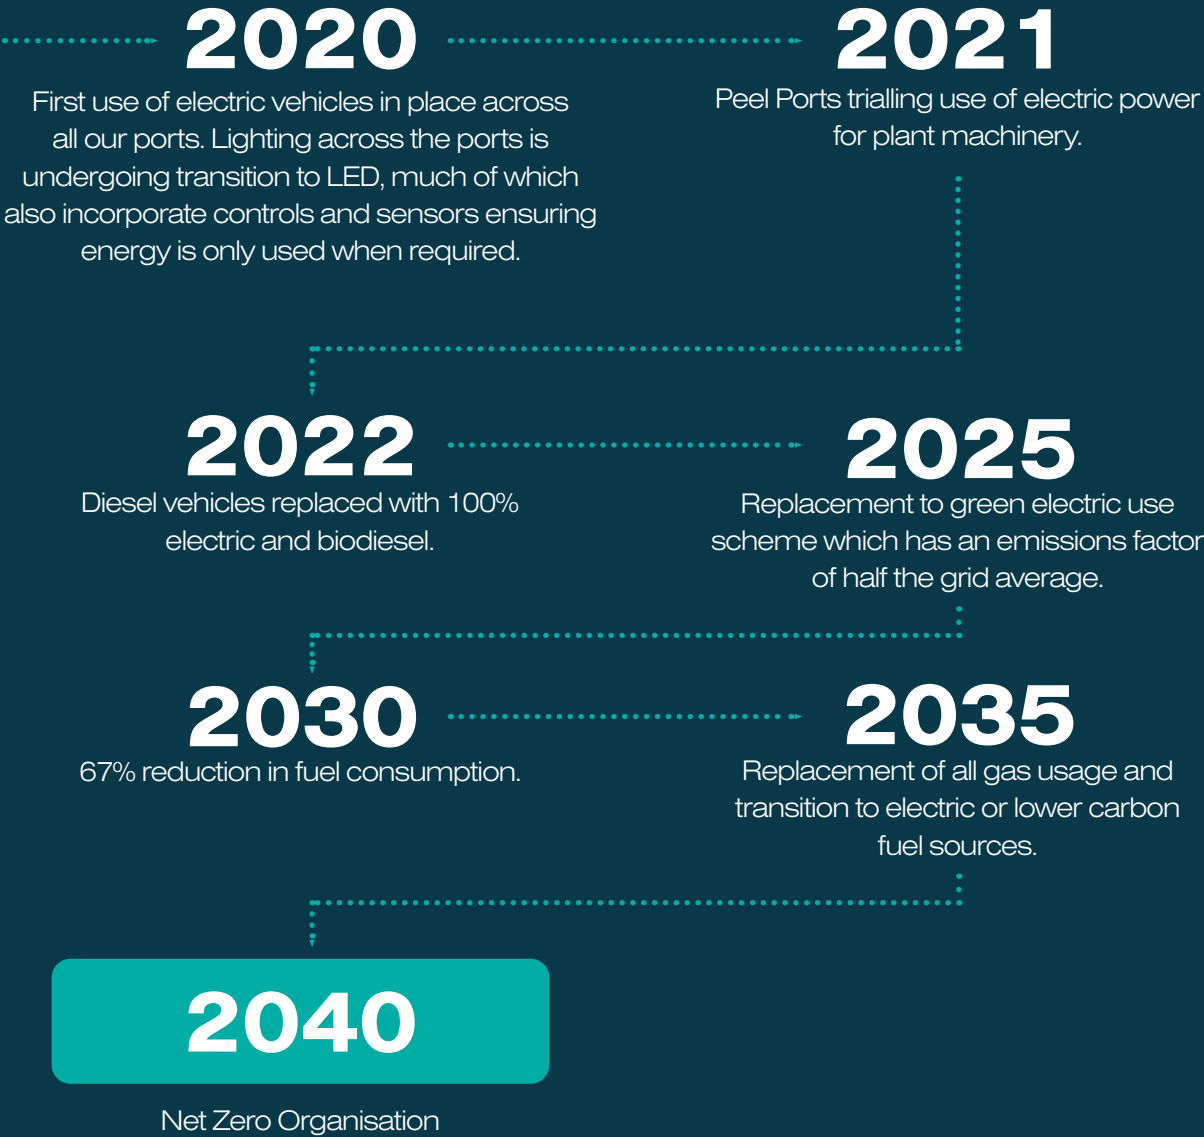 2020
First use of electric vehicles in place across
all our ports. Lighting across the ports is
undergoing transition to LED, much of which
also incorporate controls and sensors ensuring
energy is only used when required.
2021
Peel Ports trialling use of electric power
for plant machinery.
2022
Diesel vehicles replaced with 100%
electric and biodiesel.
2025
Replacement to green electric use
scheme which has an emissions factor
of half the grid average.
2030
67% reduction in fuel consumption.
2035
Replacement of all gas usage and
transition to electric or lower carbon
fuel sources.
2040
Net Zero Organisation